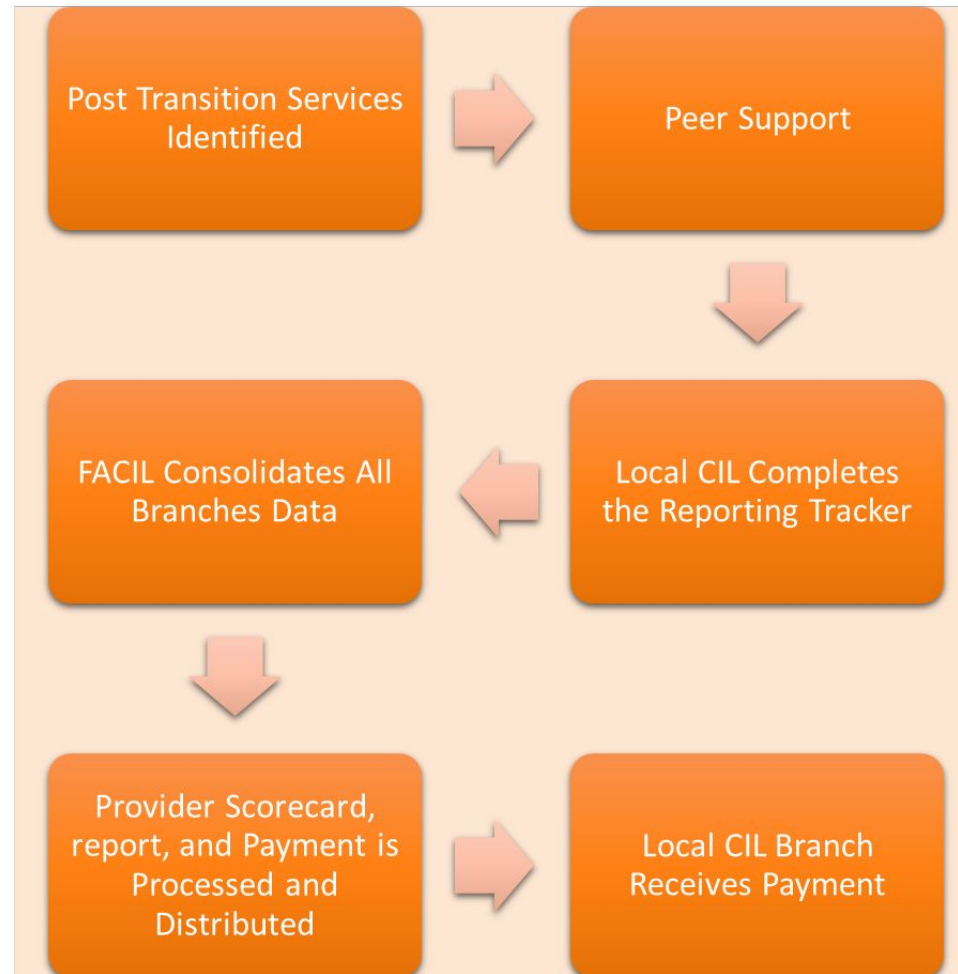 Post Transition Services
Identified
Peer Support
Local CIL Completes
the Reporting Tracker
FACIL Consolidates All
Branches Data
Provider Scorecard,
report, and Payment is
Processed and
Distributed
Local CIL Branch
Receives Payment